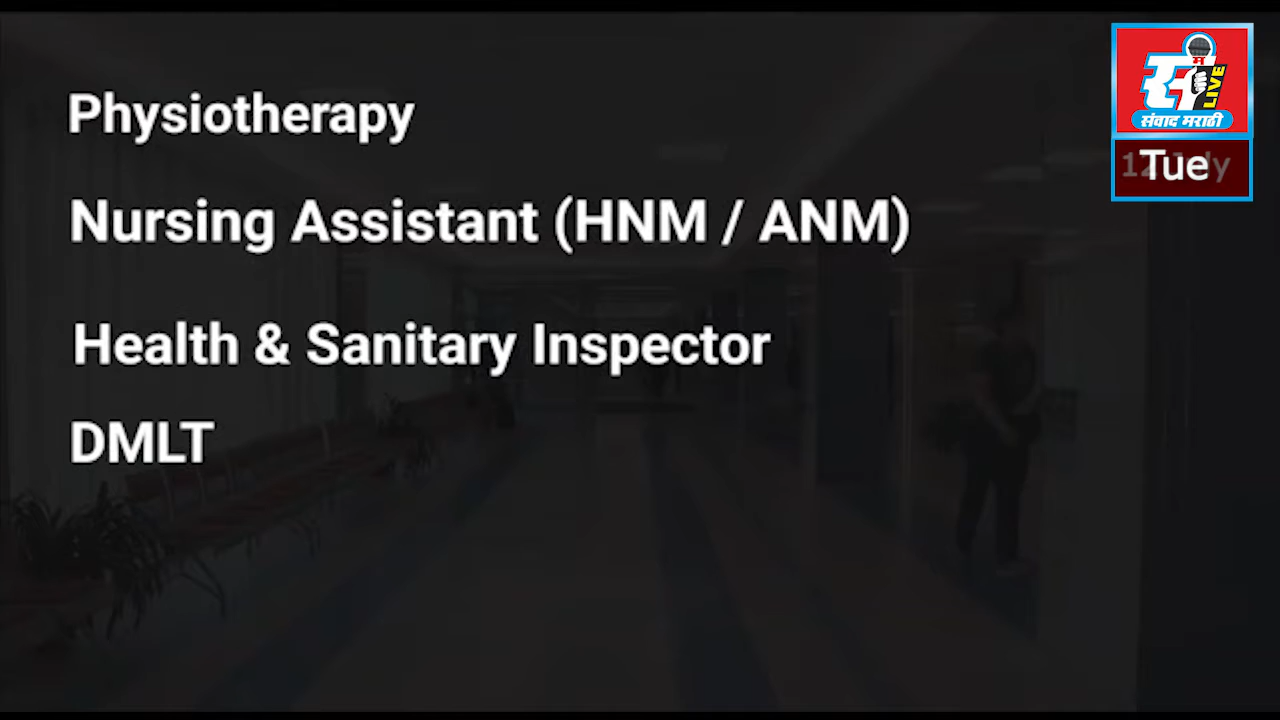 Physiotherapy
Nursing Assistant (HNM / ANM)
Health & Sanitary Inspector
DMLT
LIVE
संवाद मराठी
Tue